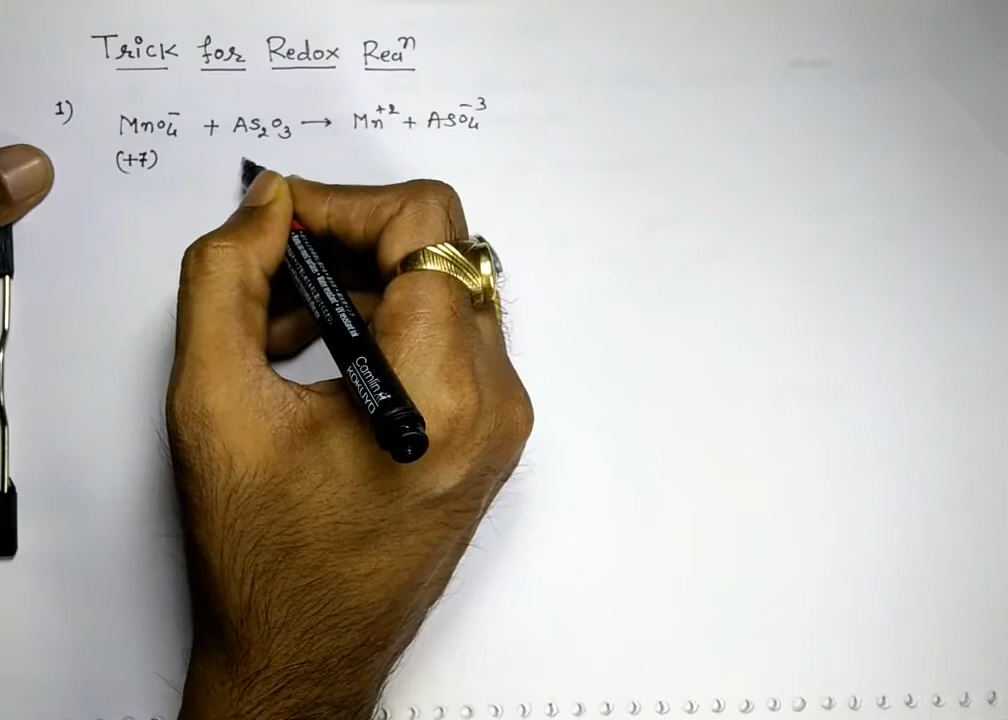 Trick for Redox Reaⁿ
1) MnO₄⁻ + As₂O₃ → Mn⁺² + AsO₄⁻³
(+7)
Camlin
KOKUYO